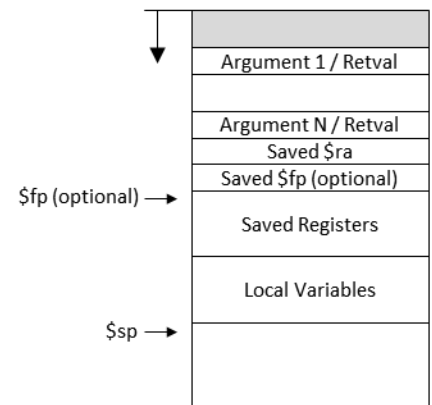 Argument 1 / Retval
Argument N / Retval
Saved $ra
Saved $fp (optional)
$fp (optional)
Saved Registers
Local Variables
$sp